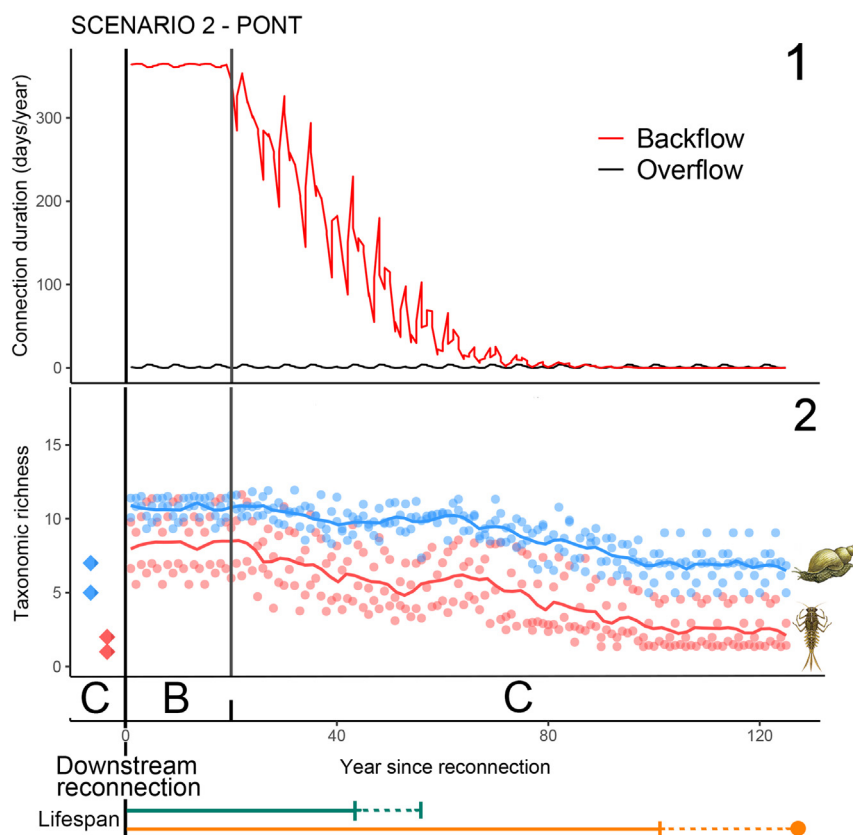 SCENARIO 2 - PONT
1
Connection duration (days/year)
300
200
100
0
Backflow
Overflow
2
Taxonomic richness
15
10
5
0
C
B
C
0
40
80
120
Downstream
reconnection
Year since reconnection
Lifespan